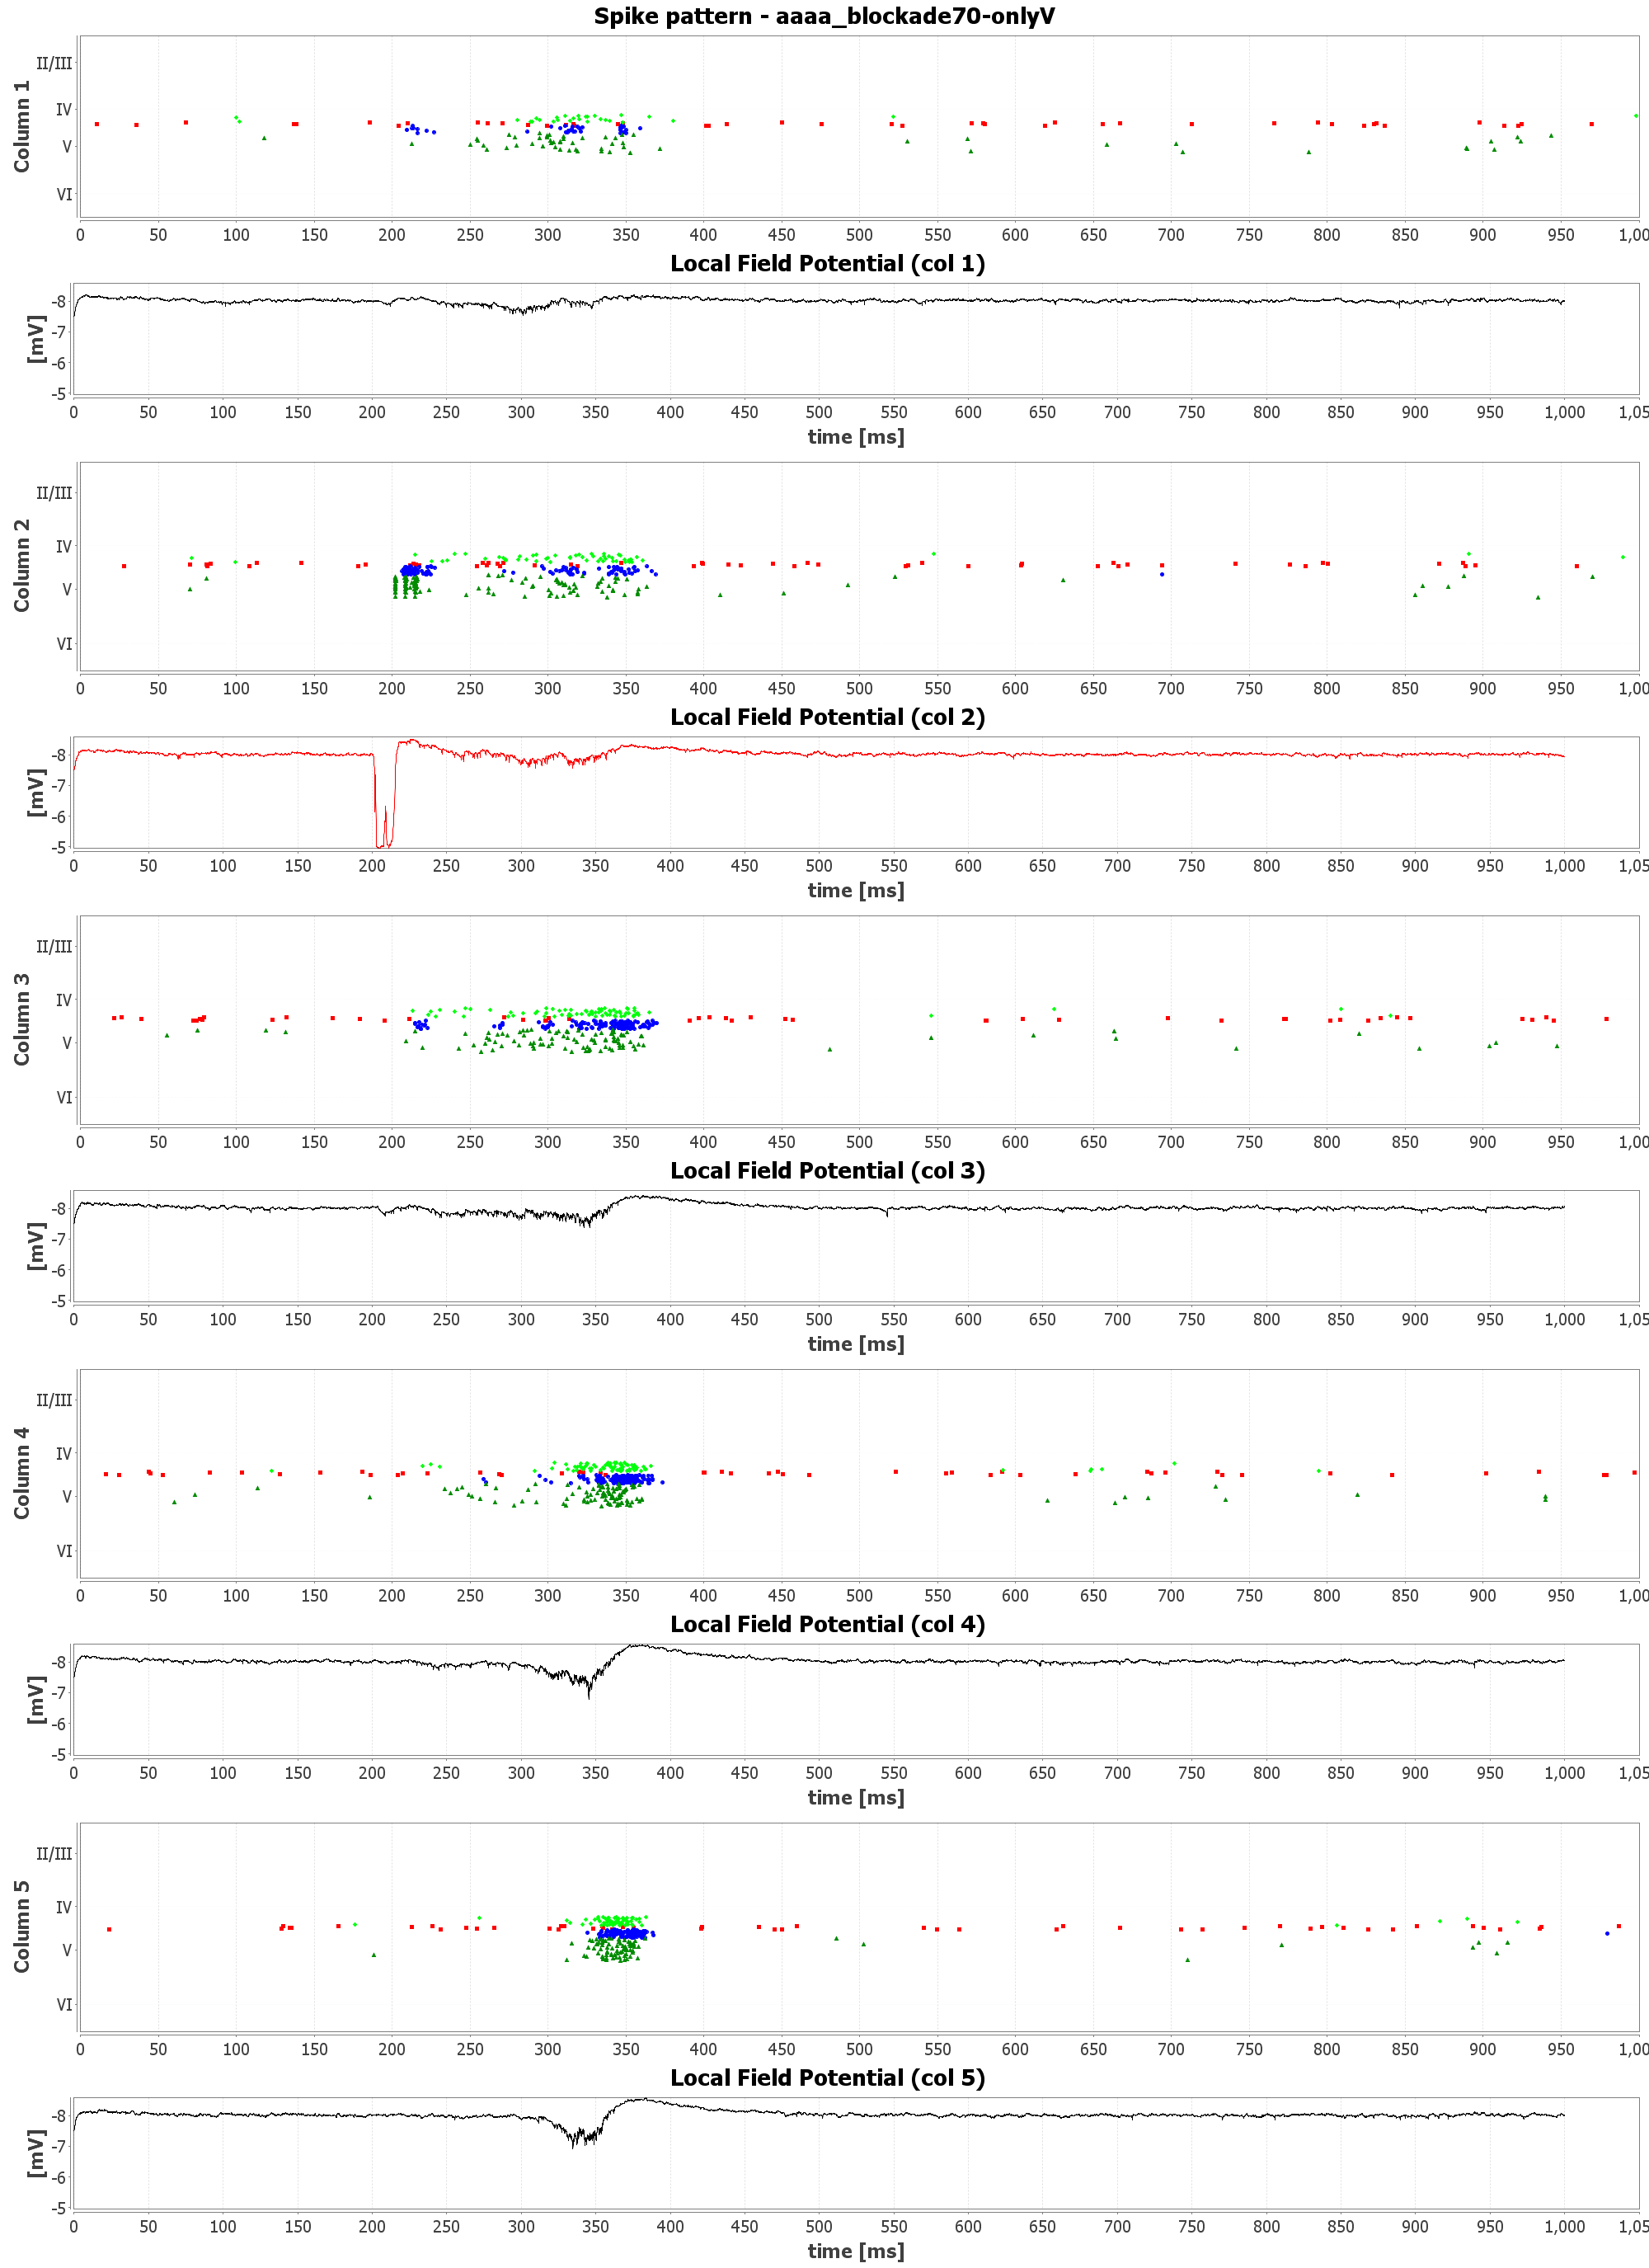 Spike pattern - aaaa_blockade70-onlyV
Column 1
II/III
IV
V
VI
0 50 100 150 200 250 300 350 400 450 500 550 600 650 700 750 800 850 900 950 1,00
Local Field Potential (col 1)
[mV]
-8
-7
-6
-5
0 50 100 150 200 250 300 350 400 450 500 550 600 650 700 750 800 850 900 950 1,000 1,05
time [ms]
Column 2
II/III
IV
V
VI
0 50 100 150 200 250 300 350 400 450 500 550 600 650 700 750 800 850 900 950 1,00
Local Field Potential (col 2)
[mV]
-8
-7
-6
-5
0 50 100 150 200 250 300 350 400 450 500 550 600 650 700 750 800 850 900 950 1,000 1,05
time [ms]
Column 3
II/III
IV
V
VI
0 50 100 150 200 250 300 350 400 450 500 550 600 650 700 750 800 850 900 950 1,00
Local Field Potential (col 3)
[mV]
-8
-7
-6
-5
0 50 100 150 200 250 300 350 400 450 500 550 600 650 700 750 800 850 900 950 1,000 1,05
time [ms]
Column 4
II/III
IV
V
VI
0 50 100 150 200 250 300 350 400 450 500 550 600 650 700 750 800 850 900 950 1,00
Local Field Potential (col 4)
[mV]
-8
-7
-6
-5
0 50 100 150 200 250 300 350 400 450 500 550 600 650 700 750 800 850 900 950 1,000 1,05
time [ms]
Column 5
II/III
IV
V
VI
0 50 100 150 200 250 300 350 400 450 500 550 600 650 700 750 800 850 900 950 1,00
Local Field Potential (col 5)
[mV]
-8
-7
-6
-5
0 50 100 150 200 250 300 350 400 450 500 550 600 650 700 750 800 850 900 950 1,000 1,05
time [ms]